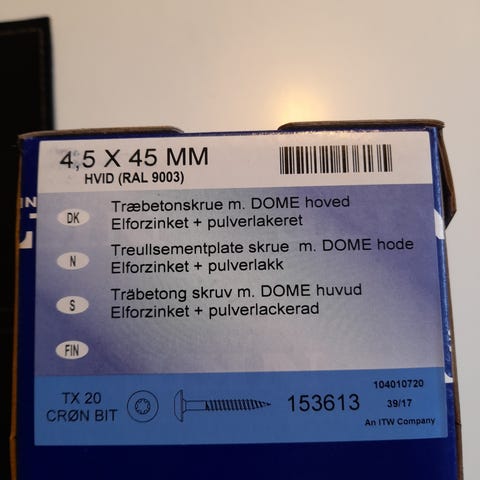 4,5 X 45 MM
HVID (RAL 9003)
DK
Træbetonskrue m. DOME hoved
Elforzinket + pulverlakeret
N
Treullsementplate skrue m. DOME hode
Elforzinket + pulverlakk
S
Träbetong skruv m. DOME huvud
Elforzinket + pulverlackerad
FIN
TX 20
CRØN BIT
153613
104010720
39/17
An ITW Company